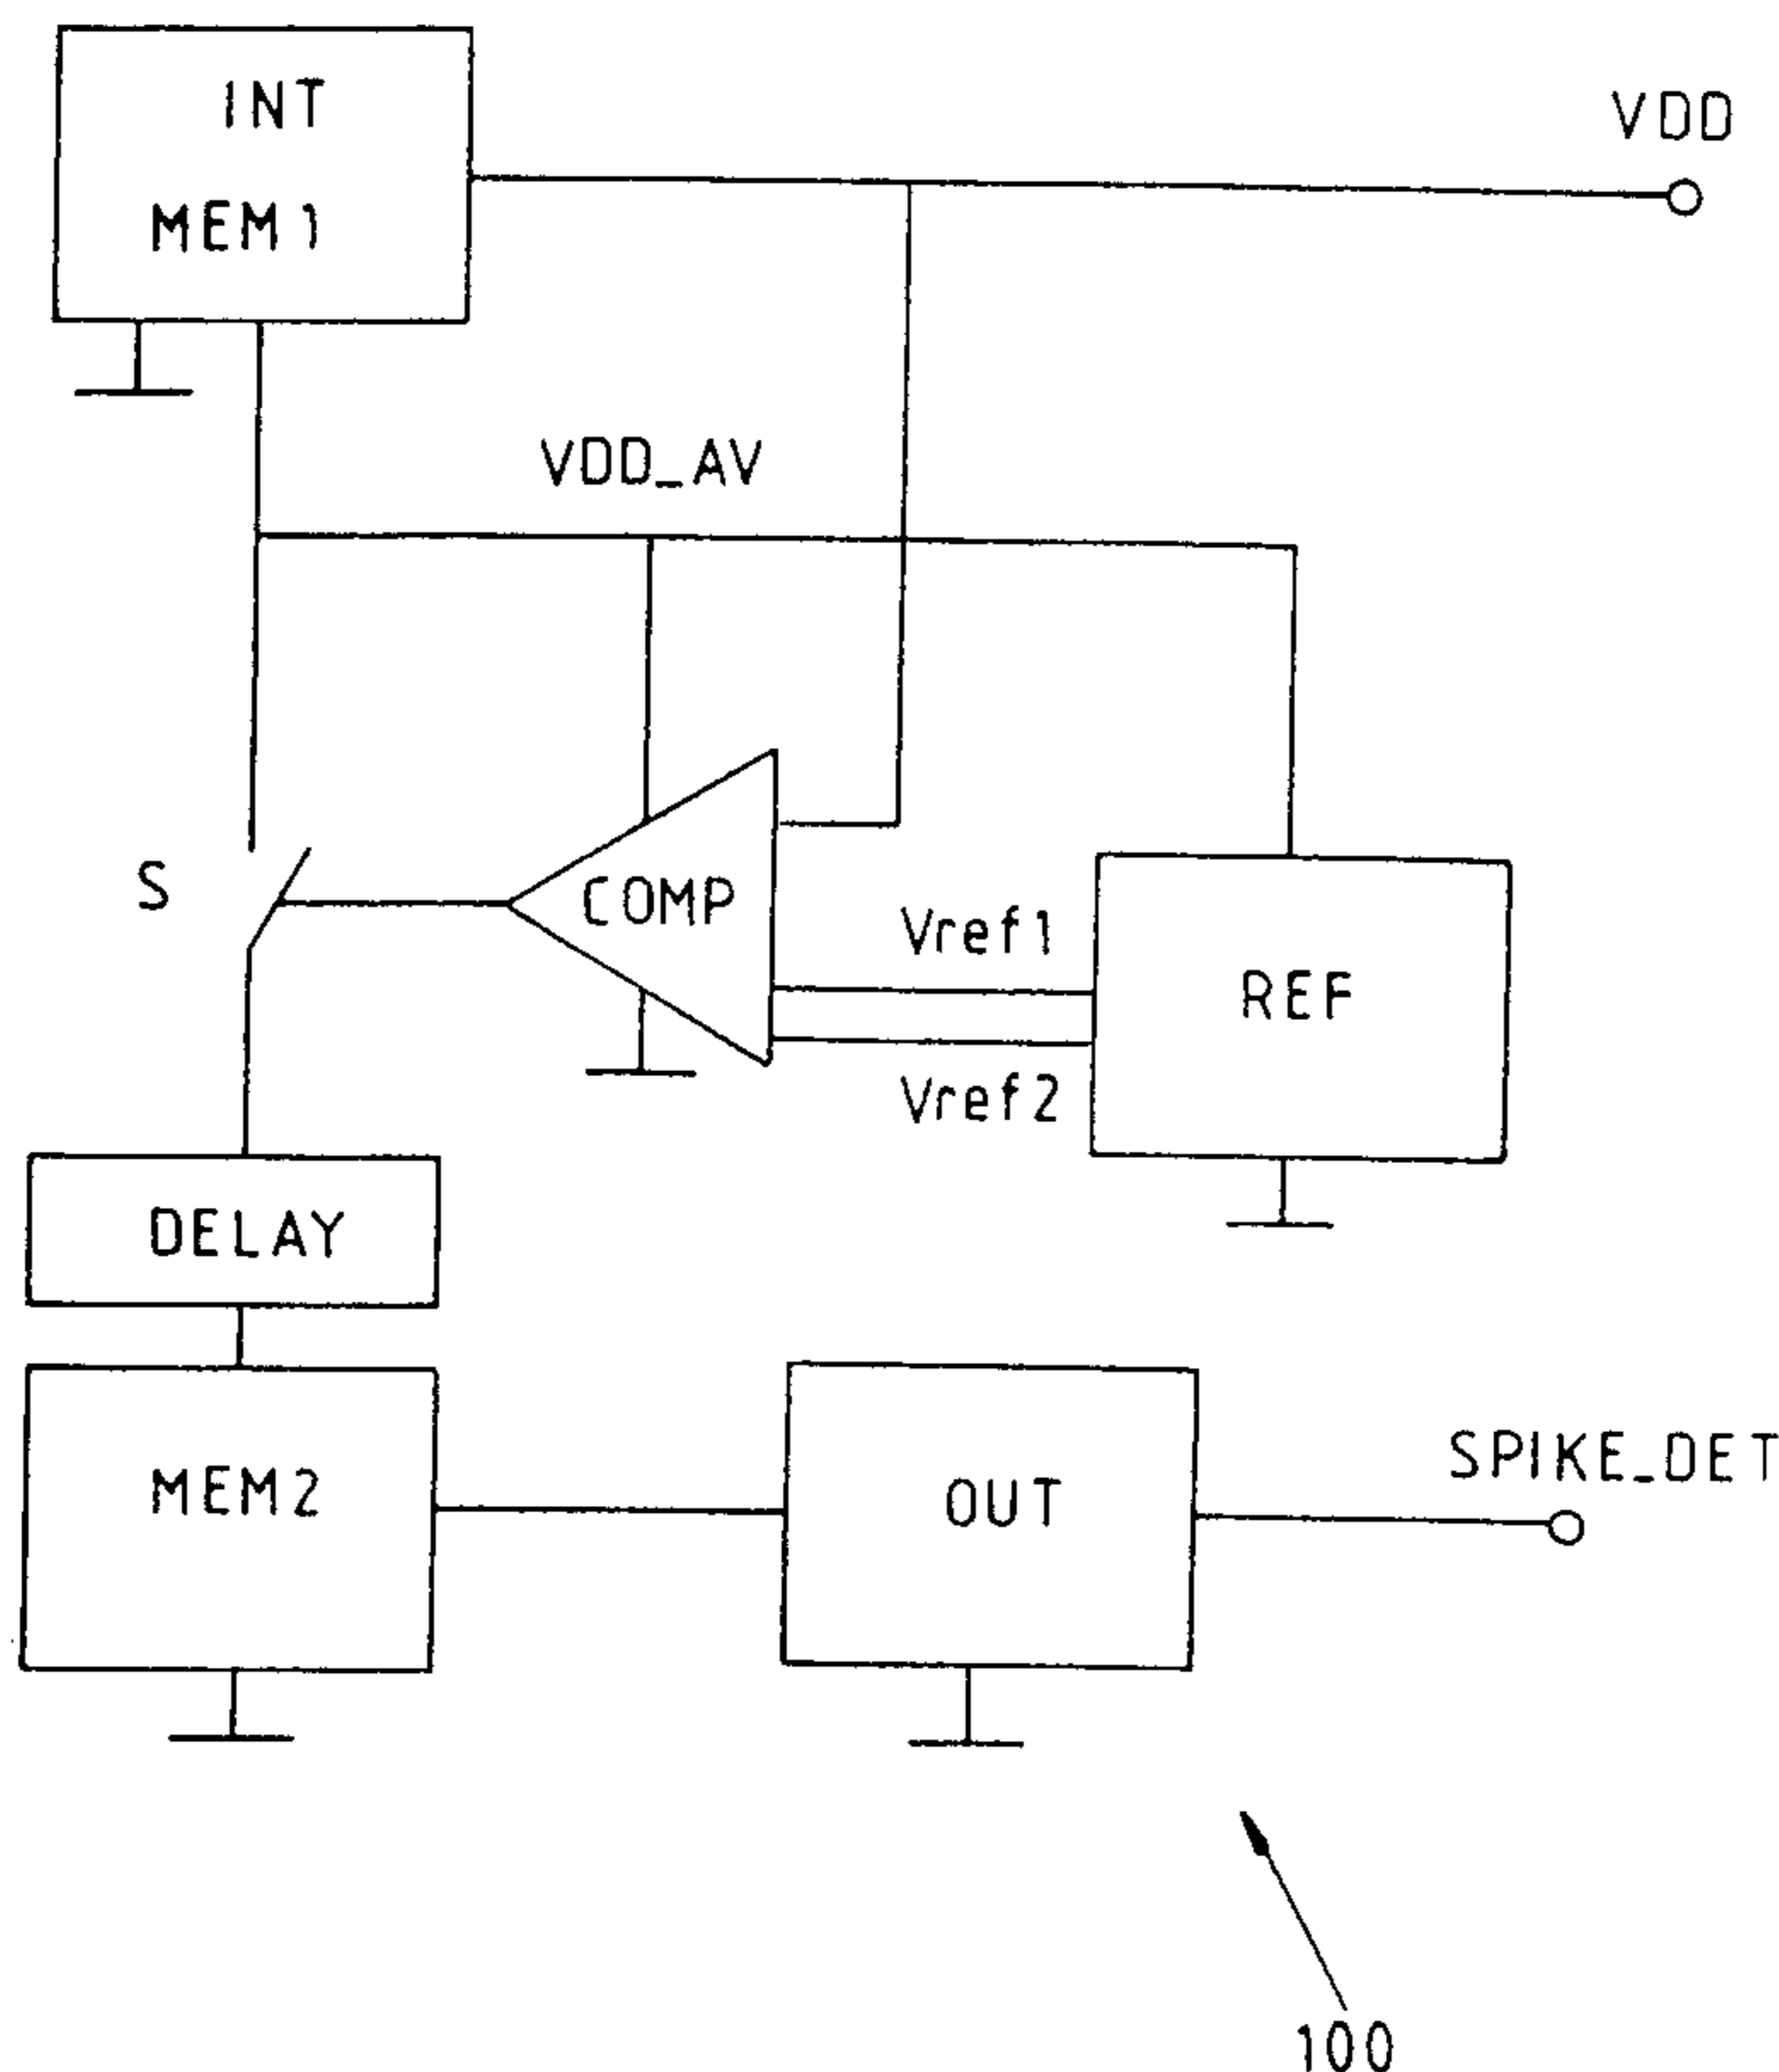 INT
MEM1
VDD
VDD_AV
S
COMP
Vref1
REF
Vref2
DELAY
MEM2
OUT
SPIKE_DET
100